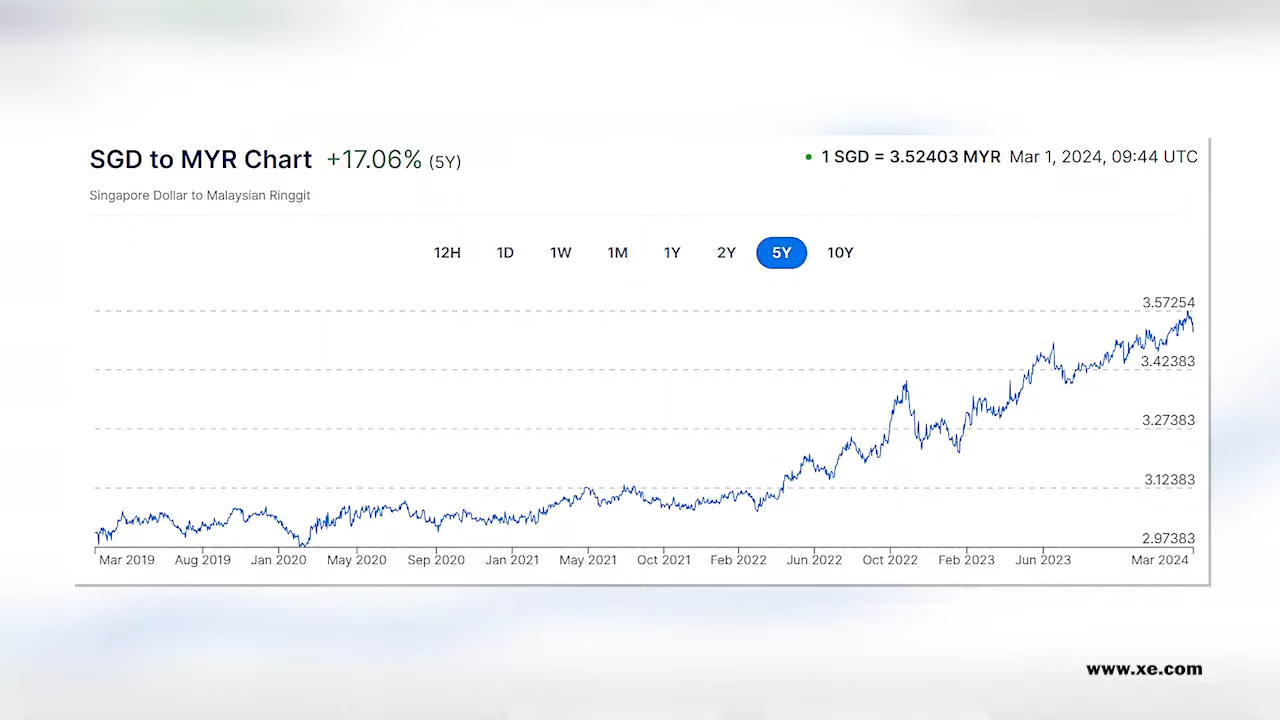 SGD to MYR Chart +17.06% (5Y)
1 SGD = 3.52403 MYR Mar 1, 2024, 09:44 UTC
Singapore Dollar to Malaysian Ringgit
12H 1D 1W 1M 1Y 2Y 5Y 10Y
3.57254
3.42383
3.27383
3.12383
2.97383
Mar 2019 Aug 2019 Jan 2020 May 2020 Sep 2020 Jan 2021 May 2021 Oct 2021 Feb 2022 Jun 2022 Oct 2022 Feb 2023 Jun 2023 Mar 2024
www.xe.com